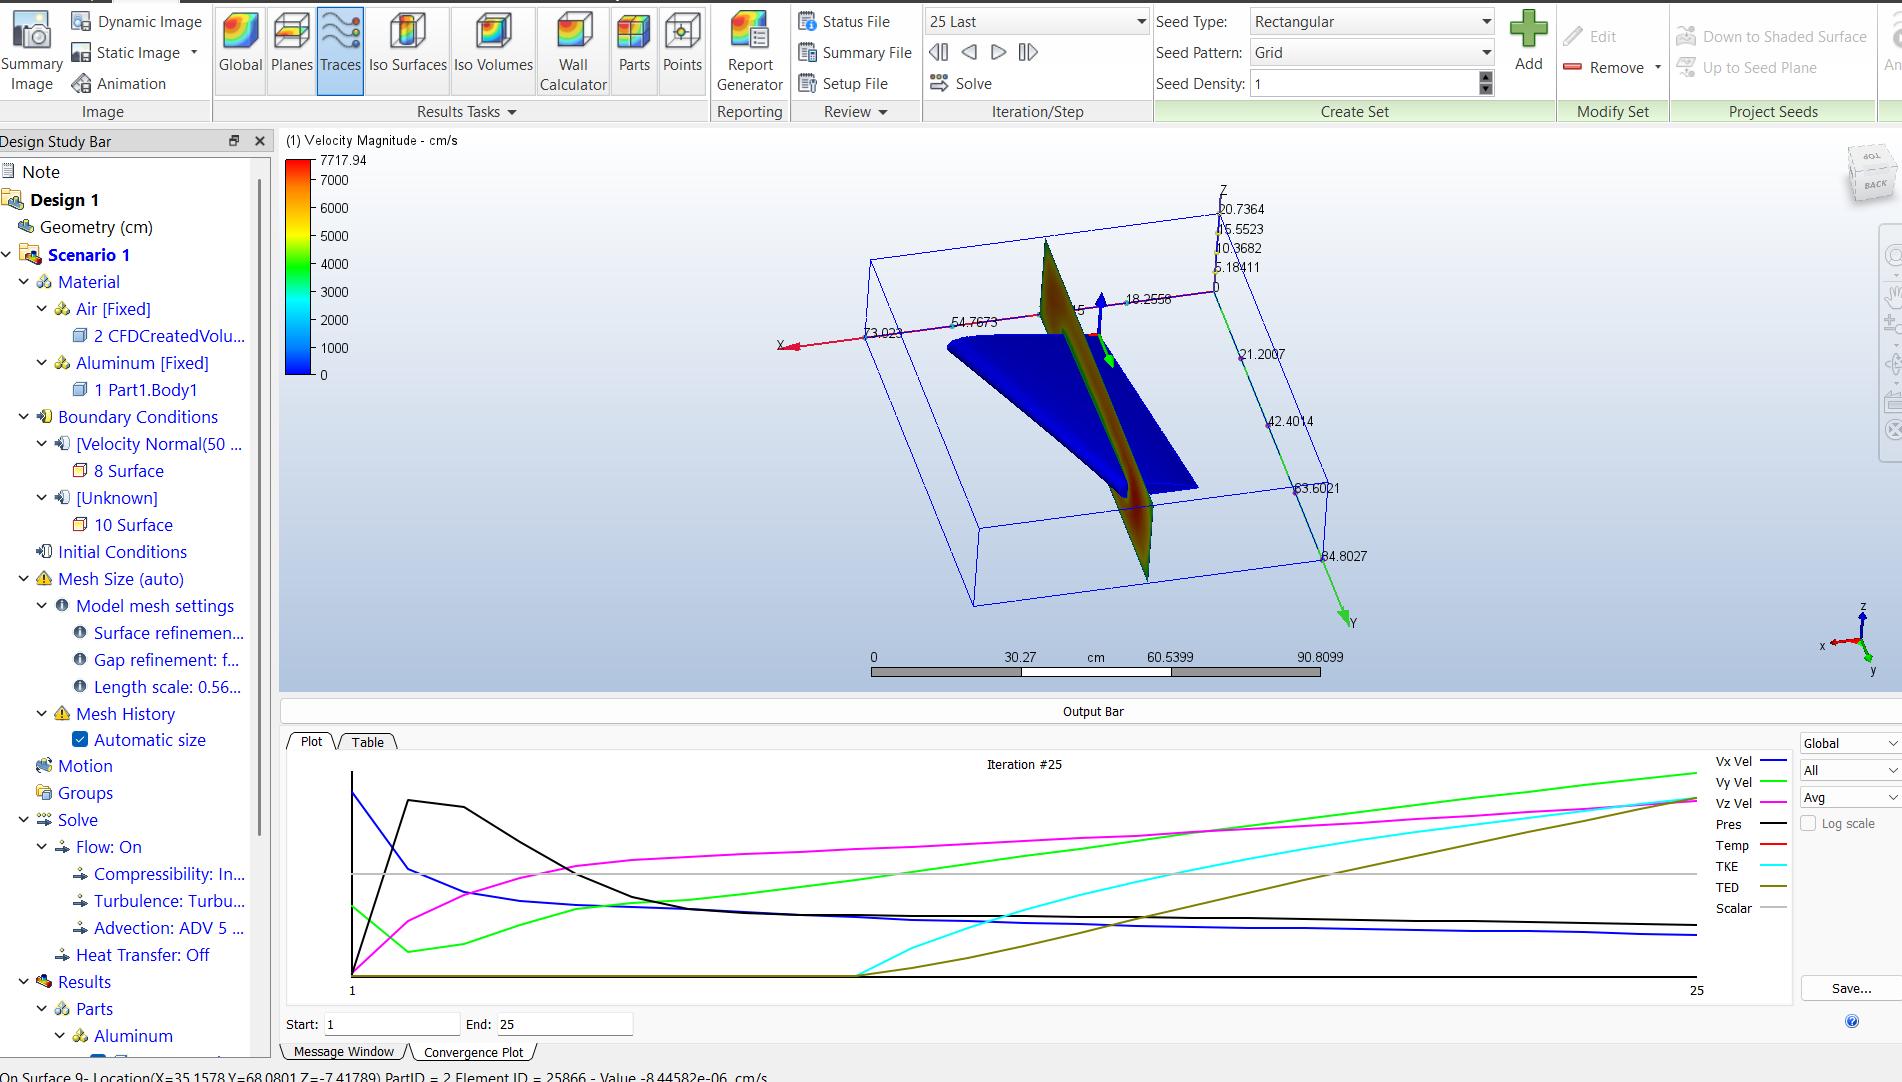 Dynamic Image
Static Image
Animation
Summary
Image
Image
Global
Planes
Traces
Iso Surfaces
Iso Volumes
Wall
Calculator
Parts
Points
Results Tasks
Report
Generator
Reporting
Status File
Summary File
Setup File
Review
25 Last
Solve
Iteration/Step
Seed Type: Rectangular
Seed Pattern: Grid
Seed Density: 1
Add
Create Set
Edit
Remove
Modify Set
Down to Shaded Surface
Up to Seed Plane
Project Seeds
An
Design Study Bar
Note
Design 1
Geometry (cm)
Scenario 1
Material
Air [Fixed]
2 CFDCreatedVolu...
Aluminum [Fixed]
1 Part1.Body1
Boundary Conditions
[Velocity Normal(50 ...
8 Surface
[Unknown]
10 Surface
Initial Conditions
Mesh Size (auto)
Model mesh settings
Surface refinemen...
Gap refinement: f...
Length scale: 0.56...
Mesh History
Automatic size
Motion
Groups
Solve
Flow: On
Compressibility: In...
Turbulence: Turbu...
Advection: ADV 5 ...
Heat Transfer: Off
Results
Parts
Aluminum
(1) Velocity Magnitude - cm/s
7717.94
7000
6000
5000
4000
3000
2000
1000
0
Z
20.7364
15.5523
10.3682
5.18411
0
18.2558
54.7673
73.023
X
21.2007
42.4014
63.6021
84.8027
Y
TOP
BACK
z
x
y
0 30.27 cm 60.5399 90.8099
Output Bar
Plot
Table
Iteration #25
Vx Vel
Vy Vel
Vz Vel
Pres
Temp
TKE
TED
Scalar
1
25
Global
All
Avg
Log scale
Save...
Start: 1 End: 25
Message Window
Convergence Plot
On Surface 9- Location(X=35.1578,Y=68.0801,Z=-7.41789) PartID = 2 Element ID = 25866 - Value -8.44582e-06 cm/s